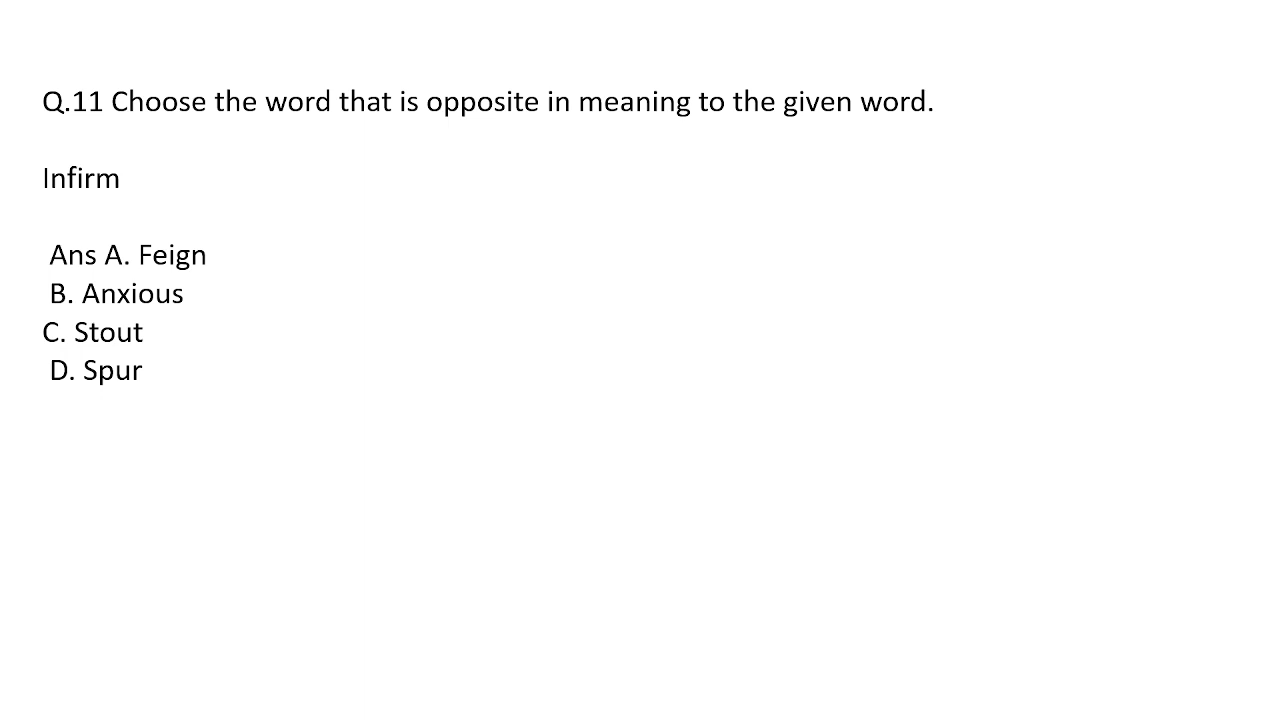 Q.11 Choose the word that is opposite in meaning to the given word.
Infirm
Ans A. Feign
B. Anxious
C. Stout
D. Spur